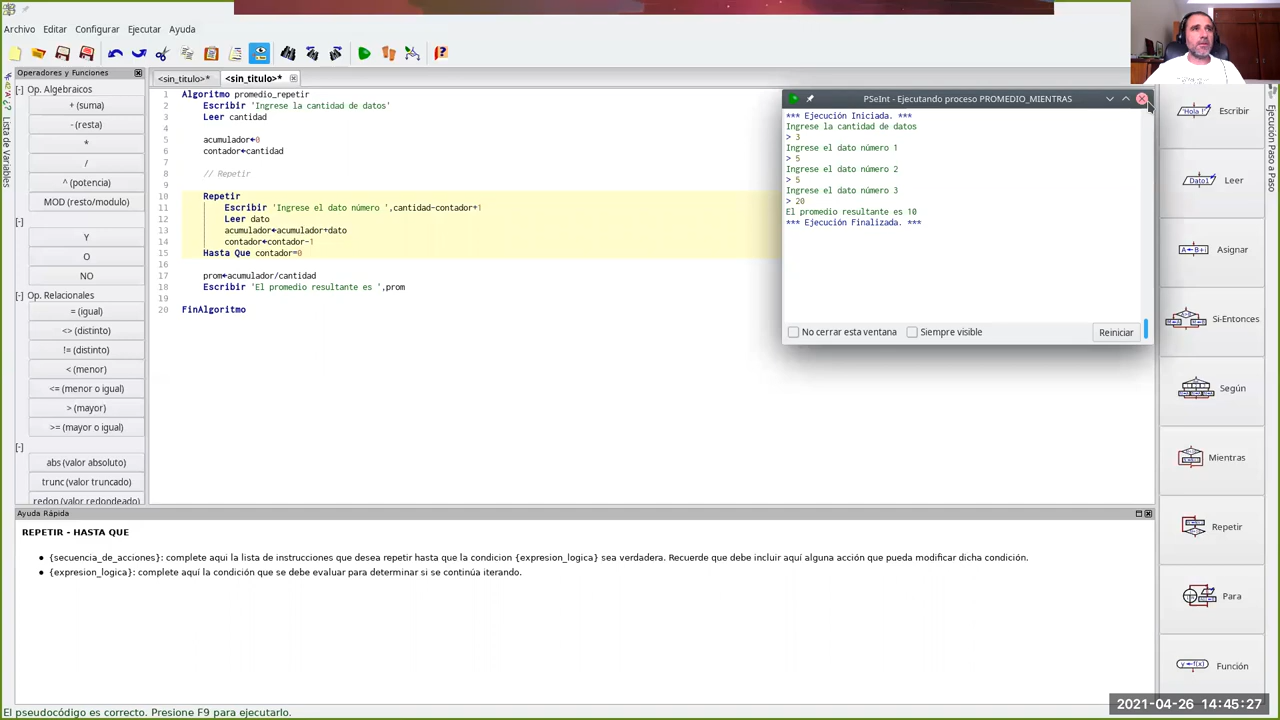 Archivo Editar Configurar Ejecutar Ayuda
Operadores y Funciones
[-] Op. Algebraicos
+ (suma)
- (resta)
*
/
^ (potencia)
MOD (resto/modulo)
[-]
Y
O
NO
[-] Op. Relacionales
= (igual)
<> (distinto)
!= (distinto)
< (menor)
<= (menor o igual)
> (mayor)
>= (mayor o igual)
[-]
abs (valor absoluto)
trunc (valor truncado)
redon (valor redondeado)
Lista de Variables
<sin_titulo>* <sin_titulo>*
1 Algoritmo promedio_repetir
2 Escribir 'Ingrese la cantidad de datos'
3 Leer cantidad
4
5 acumulador←0
6 contador←cantidad
7
8 // Repetir
9
10 Repetir
11 Escribir 'Ingrese el dato número ',cantidad-contador+1
12 Leer dato
13 acumulador←acumulador+dato
14 contador←contador-1
15 Hasta Que contador=0
16
17 prom←acumulador/cantidad
18 Escribir 'El promedio resultante es ',prom
19
20 FinAlgoritmo
PSeInt - Ejecutando proceso PROMEDIO_MIENTRAS
*** Ejecución Iniciada. ***
Ingrese la cantidad de datos
> 3
Ingrese el dato número 1
> 5
Ingrese el dato número 2
> 5
Ingrese el dato número 3
> 20
El promedio resultante es 10
*** Ejecución Finalizada. ***
No cerrar esta ventana Siempre visible Reiniciar
Ejecución Paso a Paso
'Hola !' Escribir
Dato1 Leer
A←B+i Asignar
Si-Entonces
Según
Mientras
Repetir
Para
y←f(x) Función
Ayuda Rápida
REPETIR - HASTA QUE
• {secuencia_de_acciones}: complete aqui la lista de instrucciones que desea repetir hasta que la condicion {expresion_logica} sea verdadera. Recuerde que debe incluir aquí alguna acción que pueda modificar dicha condición.
• {expresion_logica}: complete aquí la condición que se debe evaluar para determinar si se continúa iterando.
El pseudocódigo es correcto. Presione F9 para ejecutarlo.
2021-04-26 14:45:27